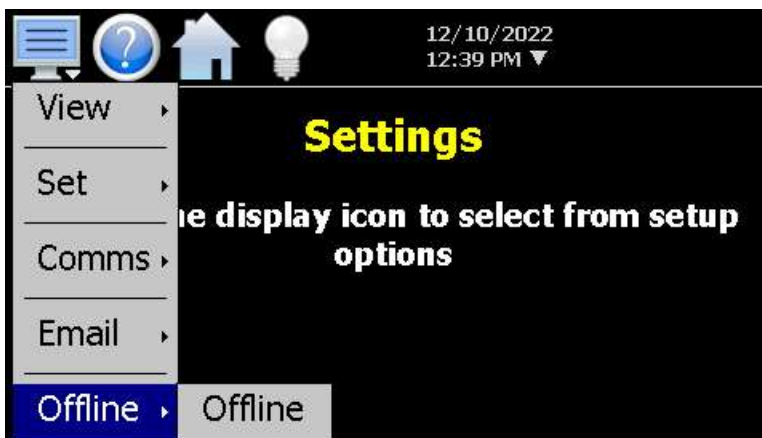 ?
12/10/2022
12:39 PM ▼
View
Settings
Set
e display icon to select from setup
options
Comms
Email
Offline
Offline